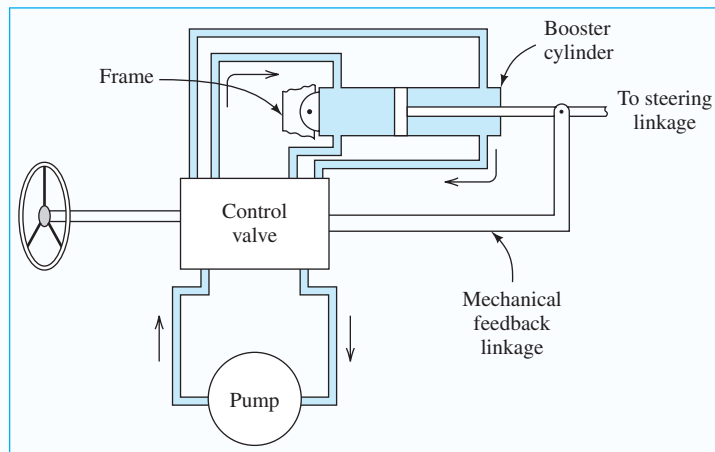 Booster
cylinder
Frame
To steering
linkage
Control
valve
Mechanical
feedback
linkage
Pump